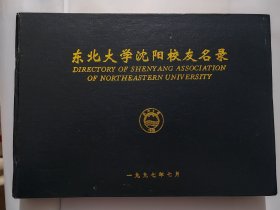 东北大学沈阳校友名录
DIRECTORY OF SHENYANG ASSOCIATION
OF NORTHEASTERN UNIVERSITY
一九九七年七月